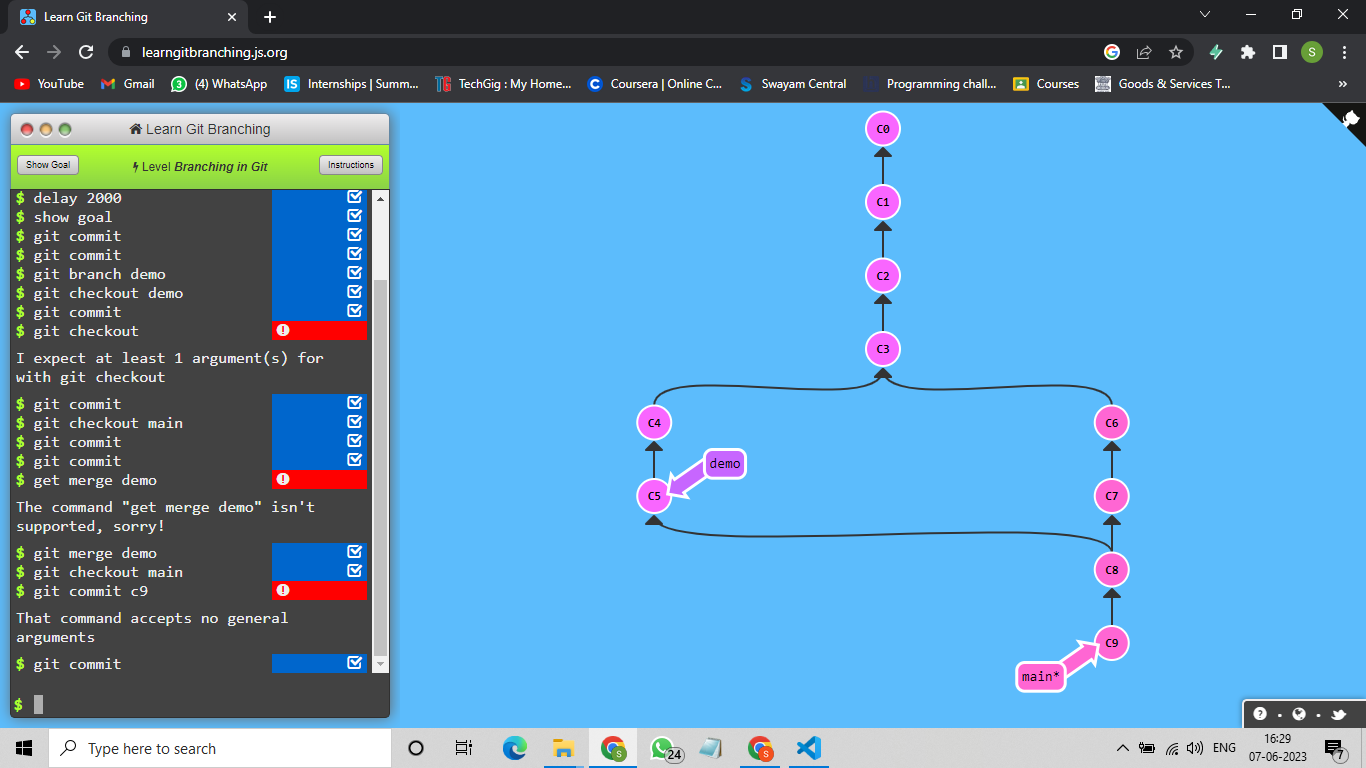 Learn Git Branching
learngitbranching.js.org
S
YouTube
Gmail
3
(4) WhatsApp
IS
Internships | Summ...
TG
TechGig : My Home...
C
Coursera | Online C...
S
Swayam Central
Programming chall...
Courses
Goods & Services T...
»
Learn Git Branching
Show Goal
Level Branching in Git
Instructions
$ delay 2000
$ show goal
$ git commit
$ git commit
$ git branch demo
$ git checkout demo
$ git commit
$ git checkout
I expect at least 1 argument(s) for
with git checkout
$ git commit
$ git checkout main
$ git commit
$ git commit
$ get merge demo
The command "get merge demo" isn't
supported, sorry!
$ git merge demo
$ git checkout main
$ git commit c9
That command accepts no general
arguments
$ git commit
$
C0
C1
C2
C3
C4
C6
demo
C5
C7
C8
C9
main*
?
Type here to search
S
24
S
ENG
16:29
07-06-2023
7